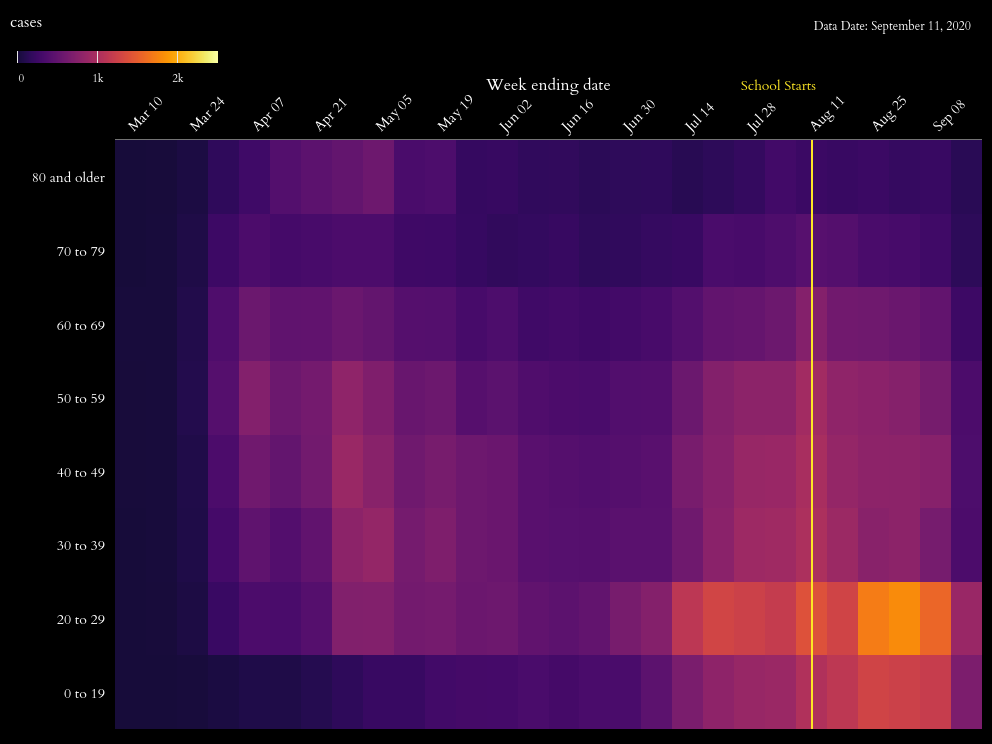 cases
Data Date: September 11, 2020
0 1k 2k
Week ending date
School Starts
Mar 10 Mar 24 Apr 07 Apr 21 May 05 May 19 Jun 02 Jun 16 Jun 30 Jul 14 Jul 28 Aug 11 Aug 25 Sep 08
80 and older
70 to 79
60 to 69
50 to 59
40 to 49
30 to 39
20 to 29
0 to 19